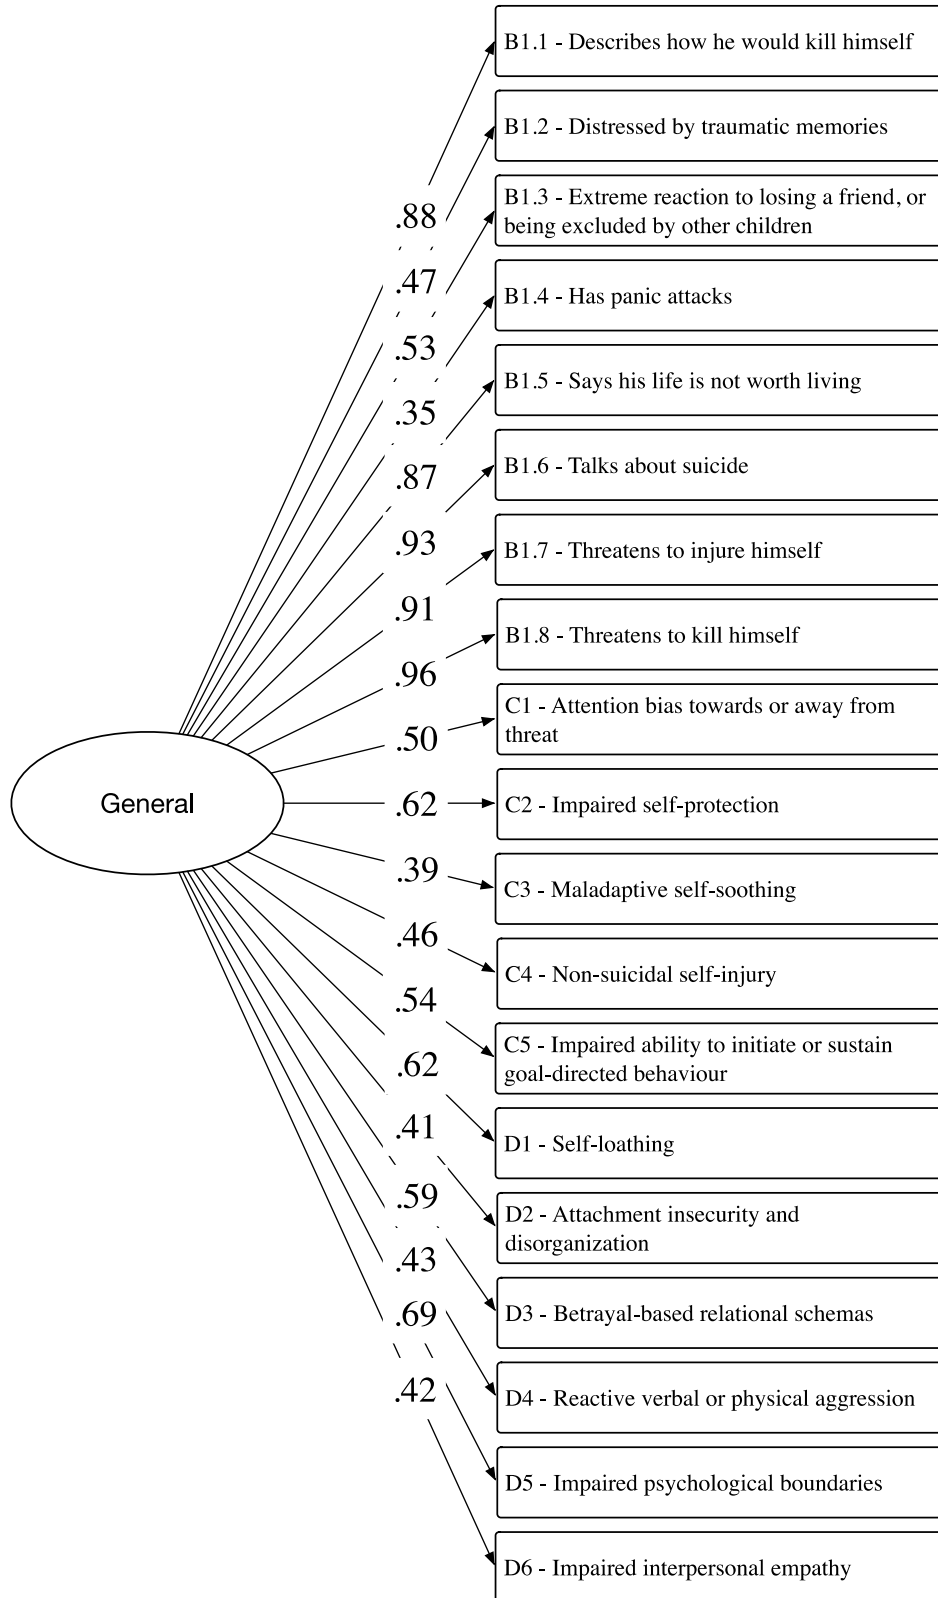 B1.1 - Describes how he would kill himself
B1.2 - Distressed by traumatic memories
B1.3 - Extreme reaction to losing a friend, or
being excluded by other children
.88
.47
B1.4 - Has panic attacks
.53
B1.5 - Says his life is not worth living
.35
B1.6 - Talks about suicide
.87
.93
B1.7 - Threatens to injure himself
.91
B1.8 - Threatens to kill himself
.96
C1 - Attention bias towards or away from
threat
.50
General
.62
C2 - Impaired self-protection
.39
C3 - Maladaptive self-soothing
.46
C4 - Non-suicidal self-injury
.54
C5 - Impaired ability to initiate or sustain
goal-directed behaviour
.62
.41
D1 - Self-loathing
.59
D2 - Attachment insecurity and
disorganization
.43
.69
D3 - Betrayal-based relational schemas
.42
D4 - Reactive verbal or physical aggression
D5 - Impaired psychological boundaries
D6 - Impaired interpersonal empathy